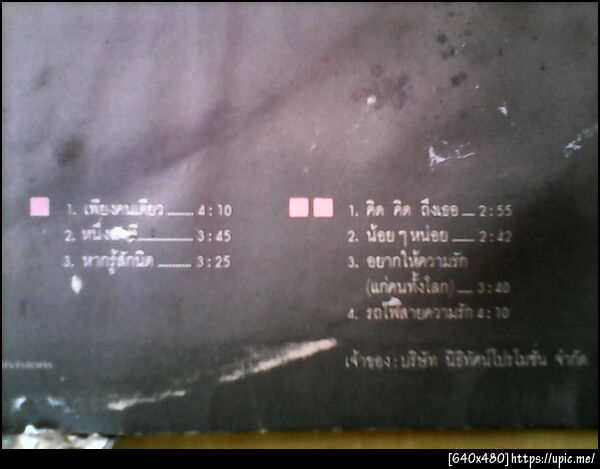 1. เพียงคนเดียว ....... 4 : 10
2. หนึ่ง ............... 3 : 45
3. หากรู้สักนิด .......... 3 : 25
1. คิด คิด ถึงเธอ ..... 2 : 55
2. น้อย ๆ หน่อย ..... 2 : 42
3. อยากให้ความรัก
(แก่คนทั้งโลก) .... 3 : 40
4. รถไฟสายความรัก 4 : 10
เจ้าของ : บริษัท นิธิทัศน์โปรโมชั่น จำกัด
[640x480]https://upic.me/